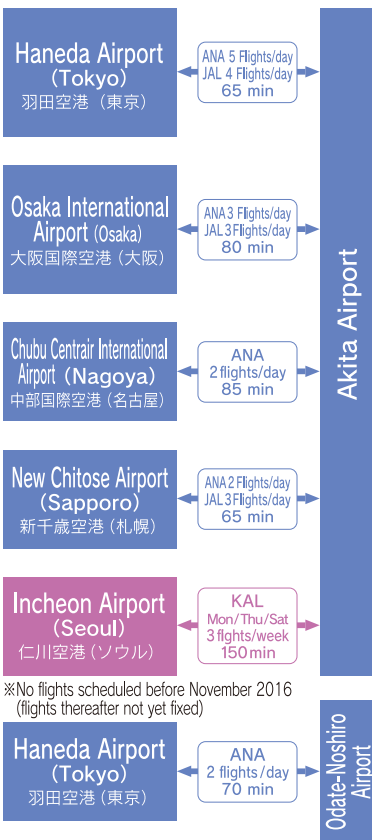 Haneda Airport
(Tokyo)
羽田空港（東京）
ANA 5 Flights/day
JAL 4 Flights/day
65 min
Osaka International
Airport (Osaka)
大阪国際空港（大阪）
ANA 3 Flights/day
JAL 3 Flights/day
80 min
Chubu Centrair International
Airport (Nagoya)
中部国際空港（名古屋）
ANA
2 flights/day
85 min
New Chitose Airport
(Sapporo)
新千歳空港（札幌）
ANA 2 Flights/day
JAL 3 Flights/day
65 min
Incheon Airport
(Seoul)
仁川空港（ソウル）
KAL
Mon/Thu/Sat
3 flghts/week
150 min
Akita Airport
※No flights scheduled before November 2016
(flights thereafter not yet fixed)
Haneda Airport
(Tokyo)
羽田空港（東京）
ANA
2 flights/day
70 min
Odate-Noshiro
Airport